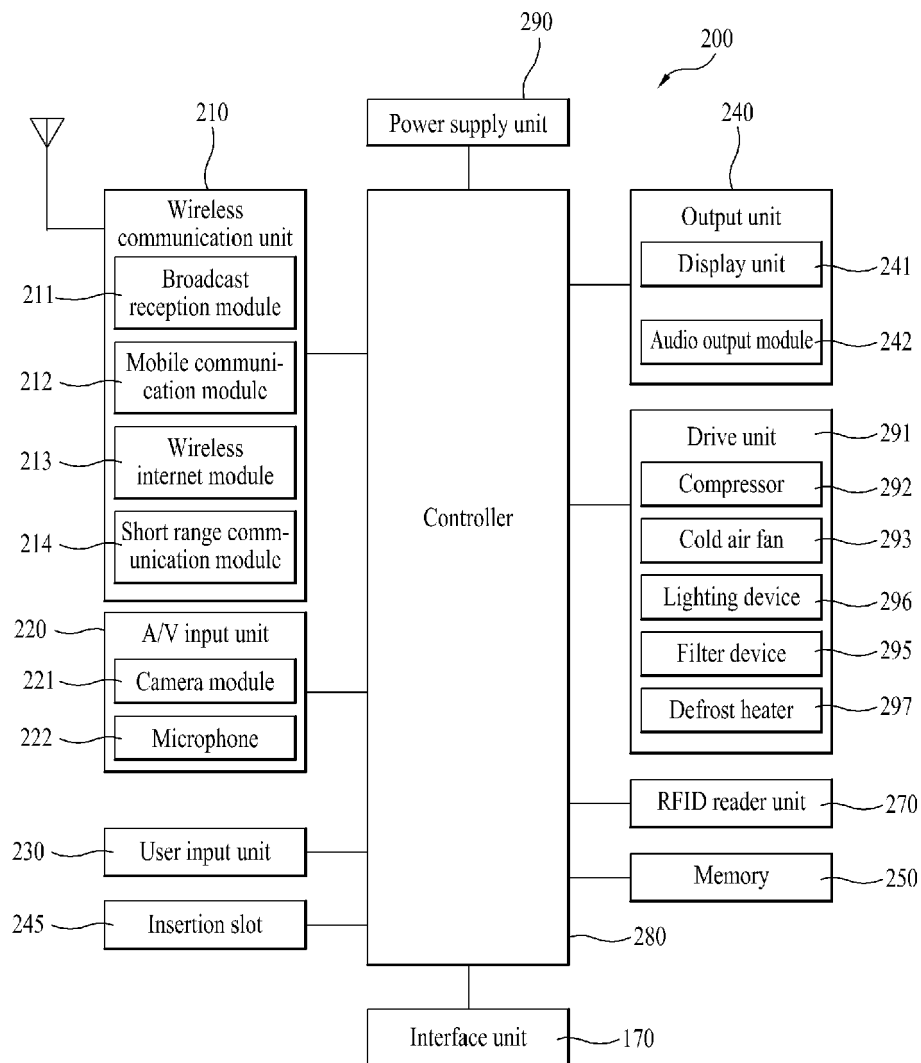 200
290
Power supply unit
210
240
Wireless
communication unit
211
Broadcast
reception module
212
Mobile communi-
cation module
213
Wireless
internet module
214
Short range comm-
unication module
220
A/V input unit
221
Camera module
222
Microphone
230
User input unit
245
Insertion slot
Controller
280
Output unit
Display unit
241
Audio output module
242
Drive unit
291
Compressor
292
Cold air fan
293
Lighting device
296
Filter device
295
Defrost heater
297
RFID reader unit
270
Memory
250
Interface unit
170